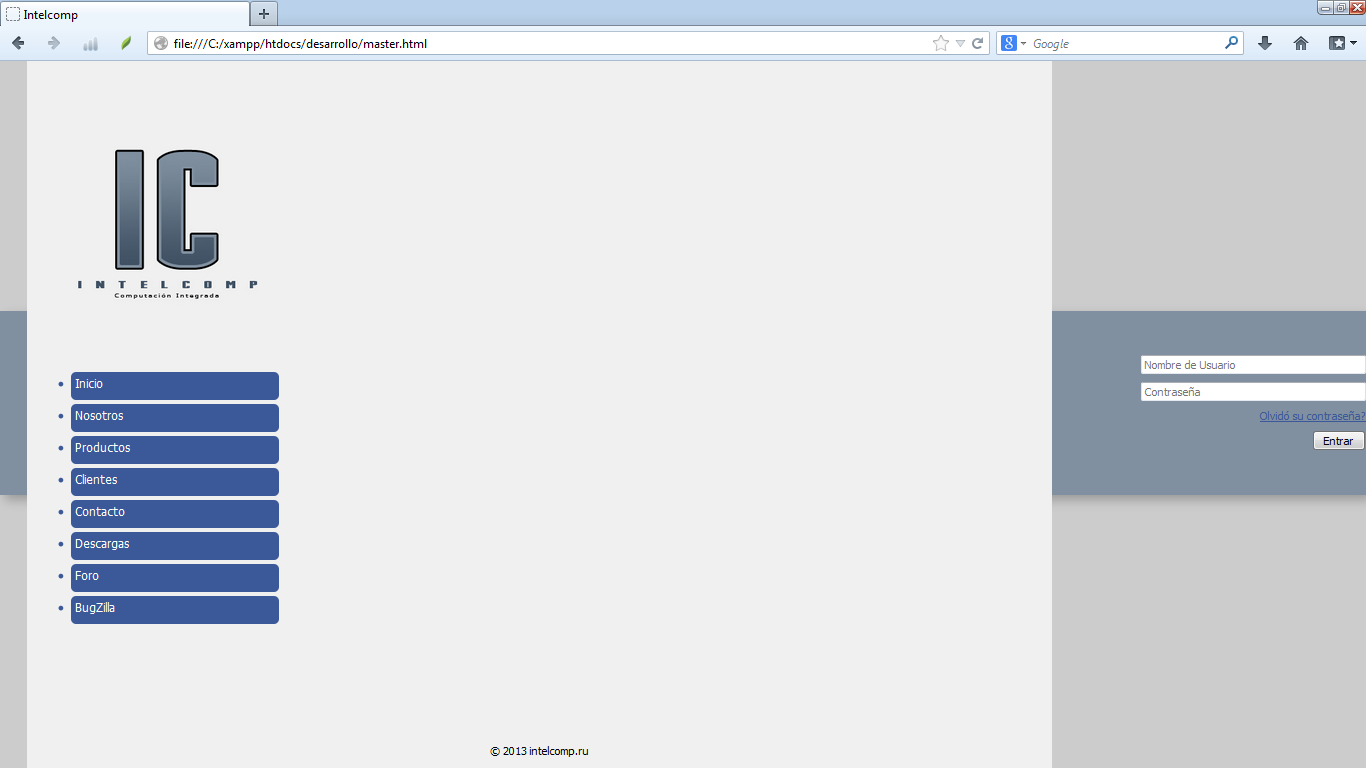 Intelcomp
file:///C:/xampp/htdocs/desarrollo/master.html
Google
IC
INTELCOMP
Computación Integrada
Nombre de Usuario
Contraseña
Olvidó su contraseña?
Entrar
Inicio
Nosotros
Productos
Clientes
Contacto
Descargas
Foro
BugZilla
© 2013 intelcomp.ru